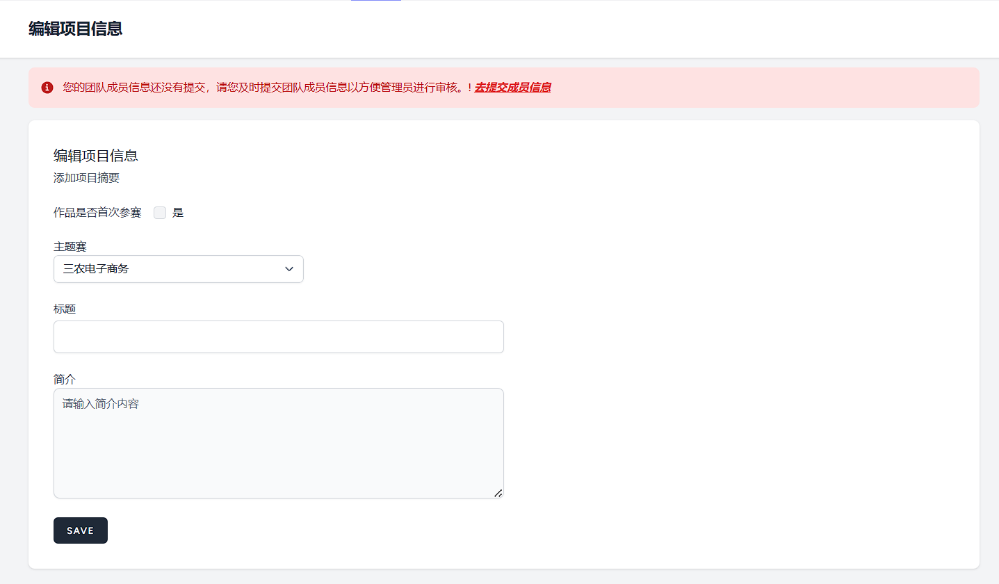 编辑项目信息
您的团队成员信息还没有提交，请您及时提交团队成员信息以方便管理员进行审核。! 去提交成员信息
编辑项目信息
添加项目摘要
作品是否首次参赛 是
主题赛
三农电子商务
标题
简介
请输入简介内容
SAVE